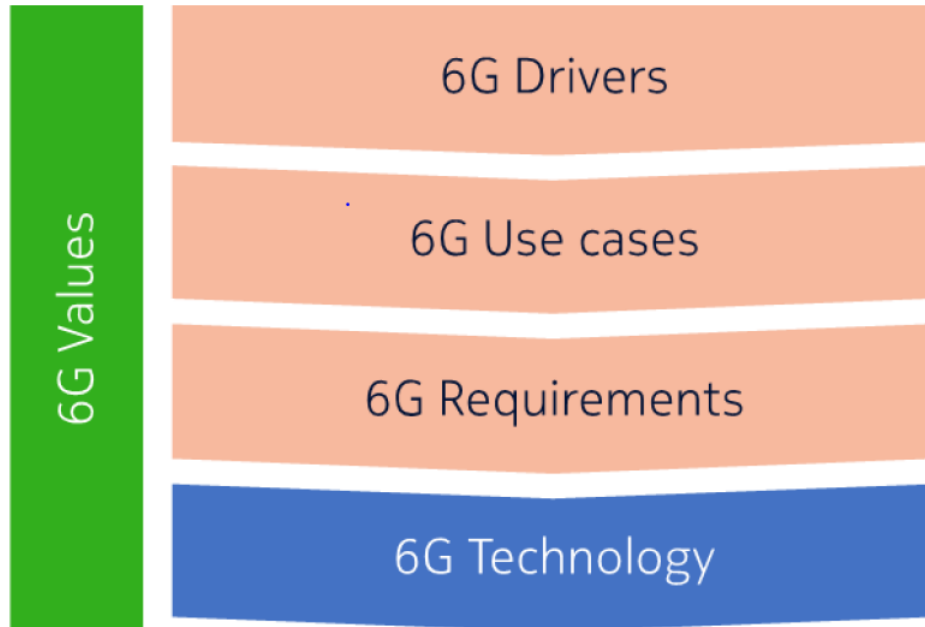 6G Values
6G Drivers
6G Use cases
6G Requirements
6G Technology